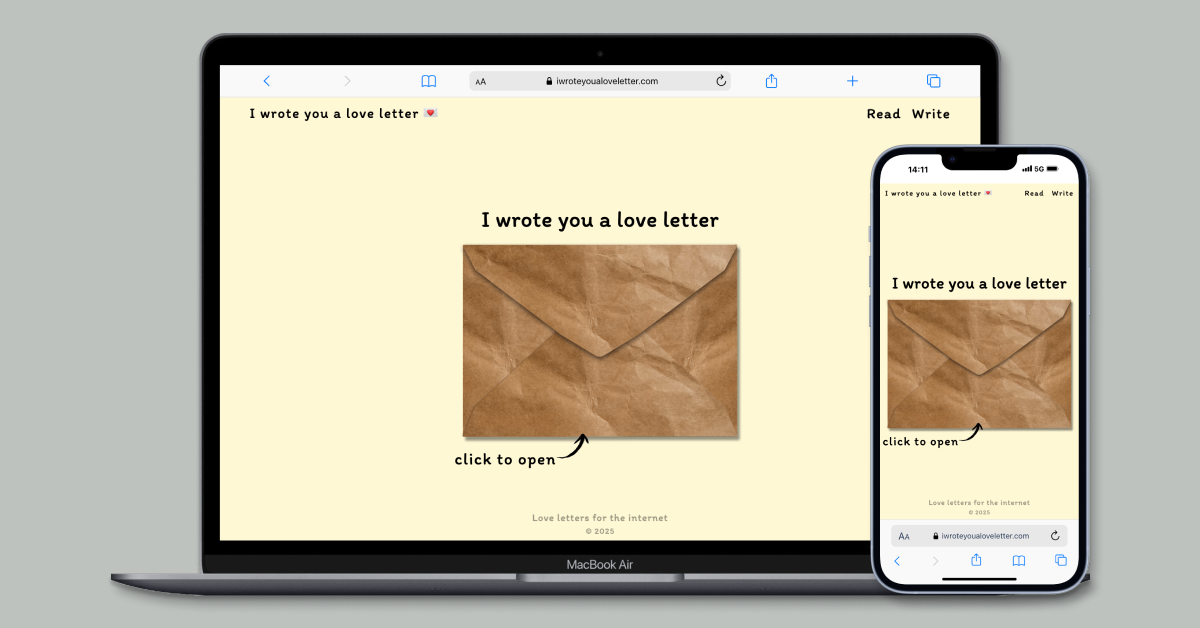 AA iwroteyoualoveletter.com
I wrote you a love letter 💌 Read Write
I wrote you a love letter
click to open
Love letters for the internet
© 2025
MacBook Air
14:11 5G
I wrote you a love letter 💌 Read Write
I wrote you a love letter
click to open
Love letters for the internet
© 2025
AA iwroteyoualoveletter.com